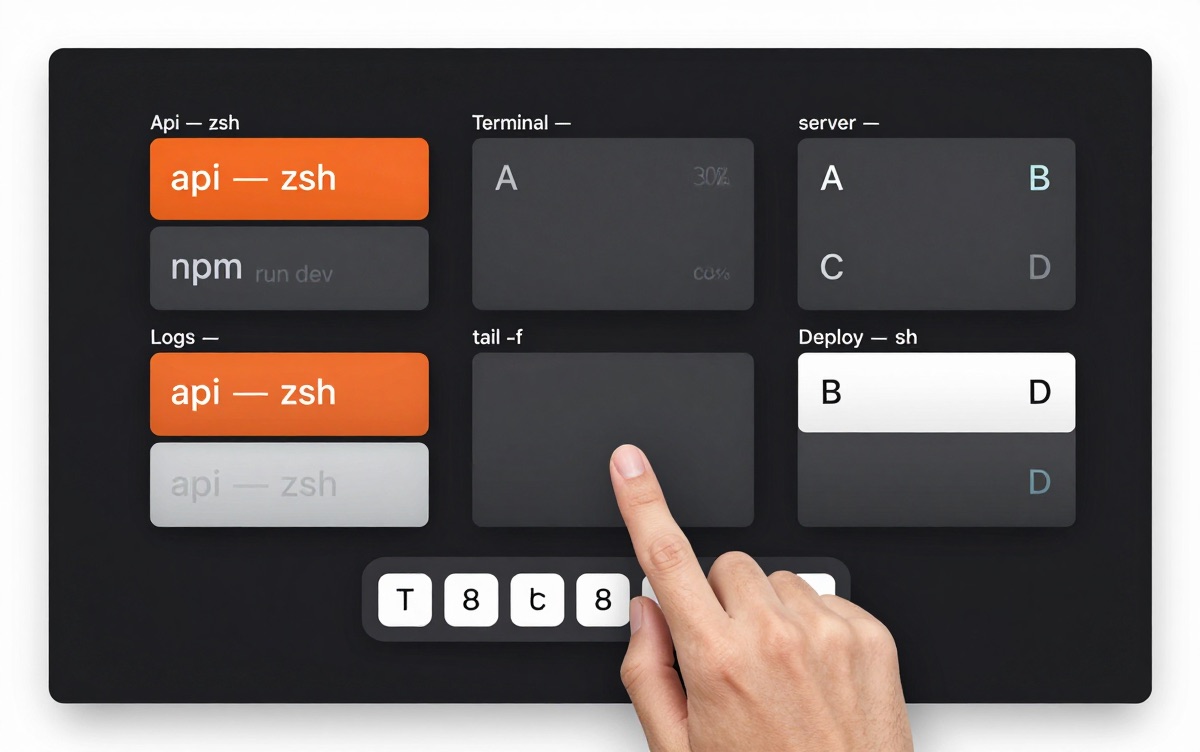 Api — zsh
Terminal —
server —
api — zsh
A
30%
A
B
npm run dev
C
D
Logs —
tail -f
Deploy — sh
api — zsh
B
D
api — zsh
D
T 8 8